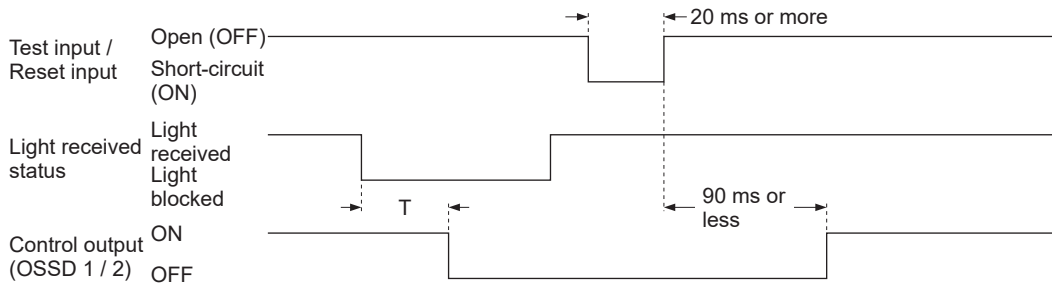 20 ms or more
Test input /
Reset input
Open (OFF)
Short-circuit
(ON)
Light received
status
Light
received
Light
blocked
T
90 ms or
less
Control output
(OSSD 1 / 2)
ON
OFF